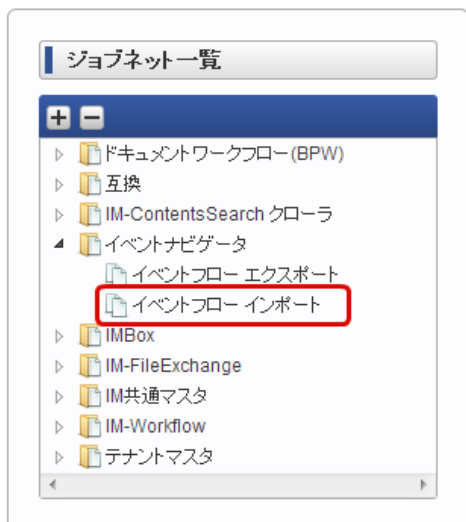 ジョブネット一覧
ドキュメントワークフロー(BPW)
互換
IM-ContentsSearch クローラ
イベントナビゲータ
イベントフロー エクスポート
イベントフロー インポート
IMBox
IM-FileExchange
IM共通マスタ
IM-Workflow
テナントマスタ